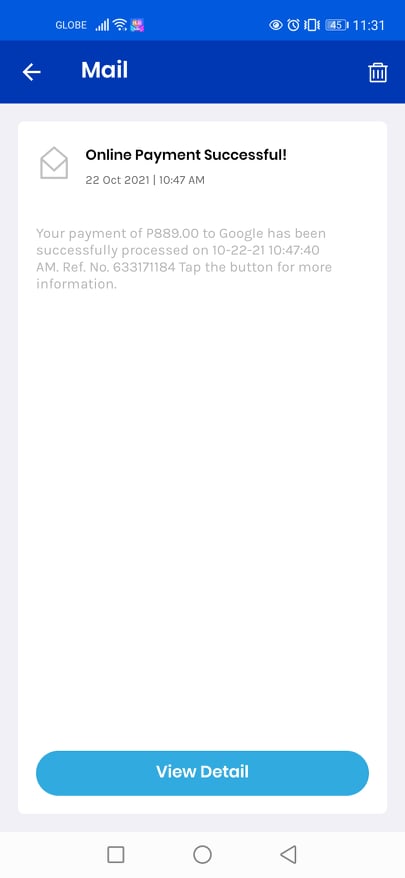 GLOBE 45 11:31
Mail
Online Payment Successful!
22 Oct 2021 | 10:47 AM
Your payment of P889.00 to Google has been
successfully processed on 10-22-21 10:47:40
AM. Ref. No. 633171184 Tap the button for more
information.
View Detail